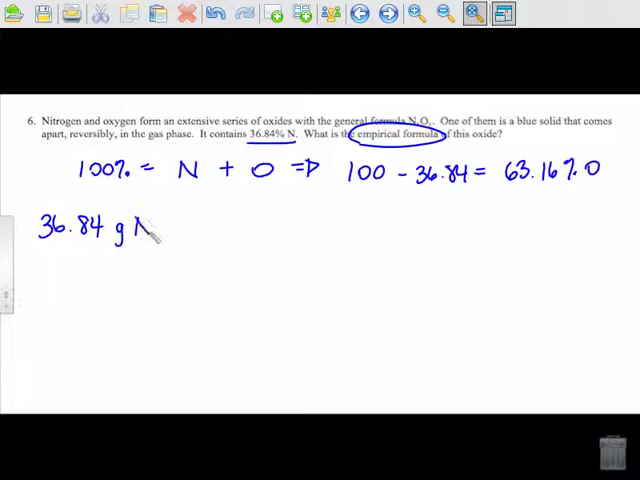 6. Nitrogen and oxygen form an extensive series of oxides with the general formula NxOy. One of them is a blue solid that comes
apart, reversibly, in the gas phase. It contains 36.84% N. What is the empirical formula of this oxide?
100% = N + O ⇒ 100 - 36.84 = 63.16% O
36.84 g N